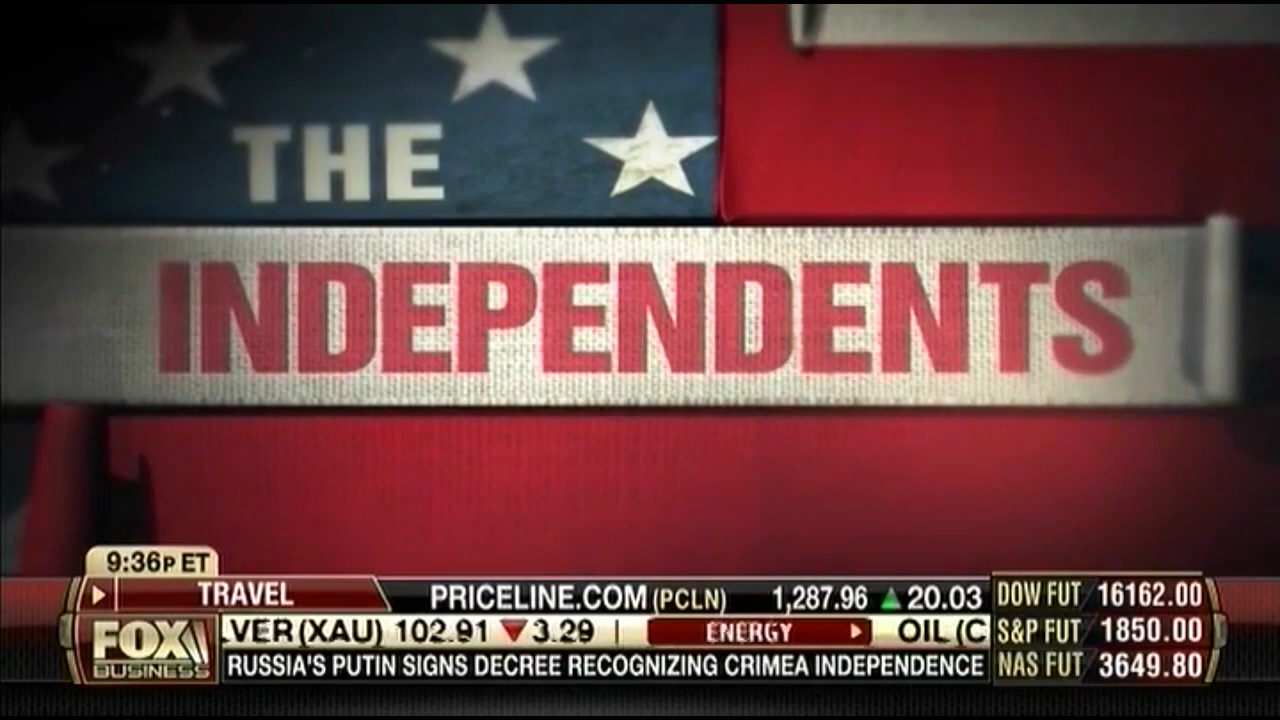 THE
INDEPENDENTS
9:36P ET
TRAVEL
PRICELINE.COM (PCLN) 1,287.96 ▲ 20.03
DOW FUT 16162.00
FOX
BUSINESS
LVER (XAU) 102.91 ▼ 3.29 | ENERGY OIL (C
S&P FUT 1850.00
RUSSIA'S PUTIN SIGNS DECREE RECOGNIZING CRIMEA INDEPENDENCE
NAS FUT 3649.80